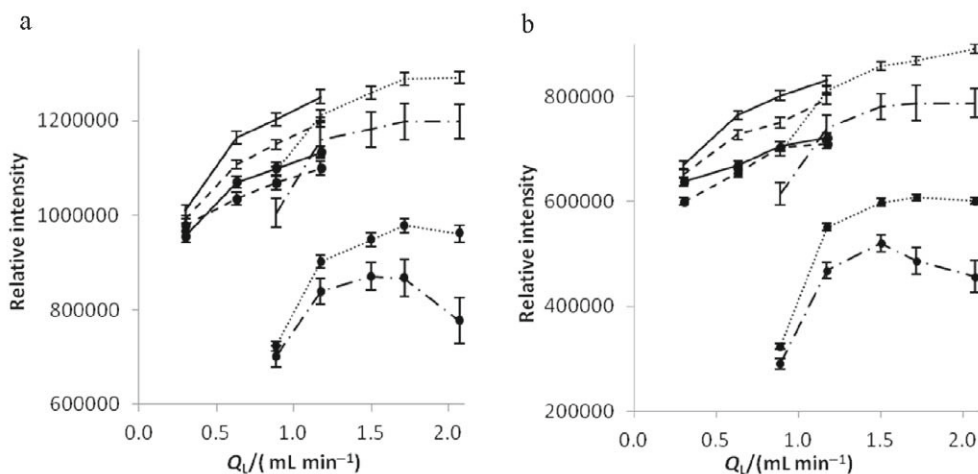 a
Relative intensity
1200000
1000000
800000
600000
0.0 0.5 1.0 1.5 2.0
Q_L/( mL min⁻¹)
b
Relative intensity
800000
600000
400000
200000
0.0 0.5 1.0 1.5 2.0
Q_L/( mL min⁻¹)